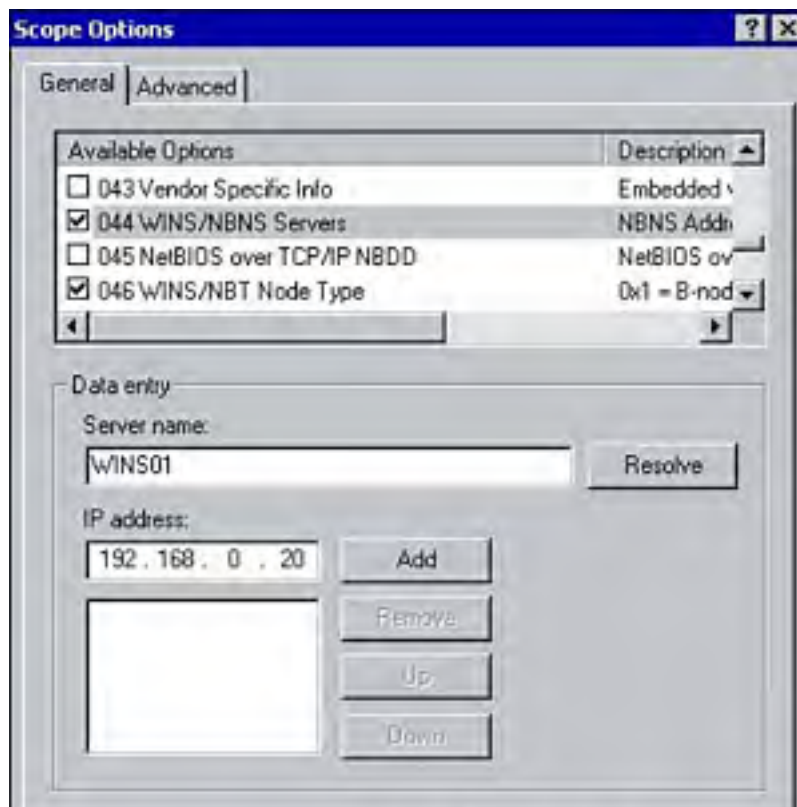 Scope Options
General Advanced
Available Options Description
043 Vendor Specific Info Embedded v
044 WINS/NBNS Servers NBNS Addr
045 NetBIOS over TCP/IP NBDD NetBIOS ov
046 WINS/NBT Node Type 0x1 = B-nod
Data entry
Server name:
WINS01 Resolve
IP address:
192 . 168 . 0 . 20 Add
Remove
Up
Down